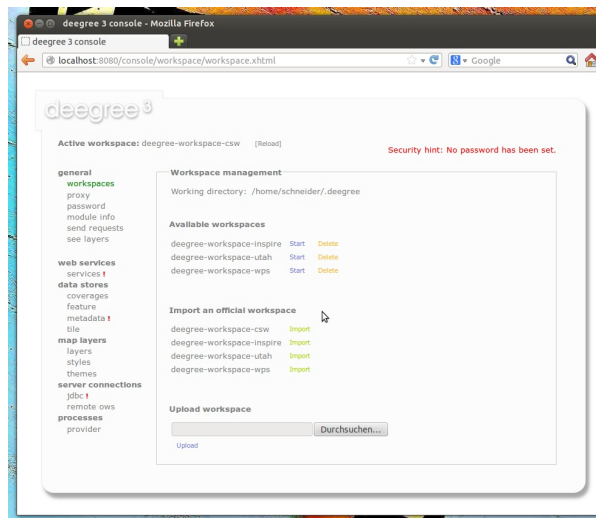 deegree 3 console - Mozilla Firefox
deegree 3 console
localhost:8080/console/workspace/workspace.xhtml
Google
deegree 3
Active workspace: deegree-workspace-csw [Reload]
Security hint: No password has been set.
general
workspaces
proxy
password
module info
send requests
see layers
web services
services !
data stores
coverages
feature
metadata !
tile
map layers
layers
styles
themes
server connections
jdbc !
remote ows
processes
provider
Workspace management
Working directory: /home/schneider/.deegree
Available workspaces
deegree-workspace-inspire Start Delete
deegree-workspace-utah Start Delete
deegree-workspace-wps Start Delete
Import an official workspace
deegree-workspace-csw Import
deegree-workspace-inspire Import
deegree-workspace-utah Import
deegree-workspace-wps Import
Upload workspace
Durchsuchen...
Upload